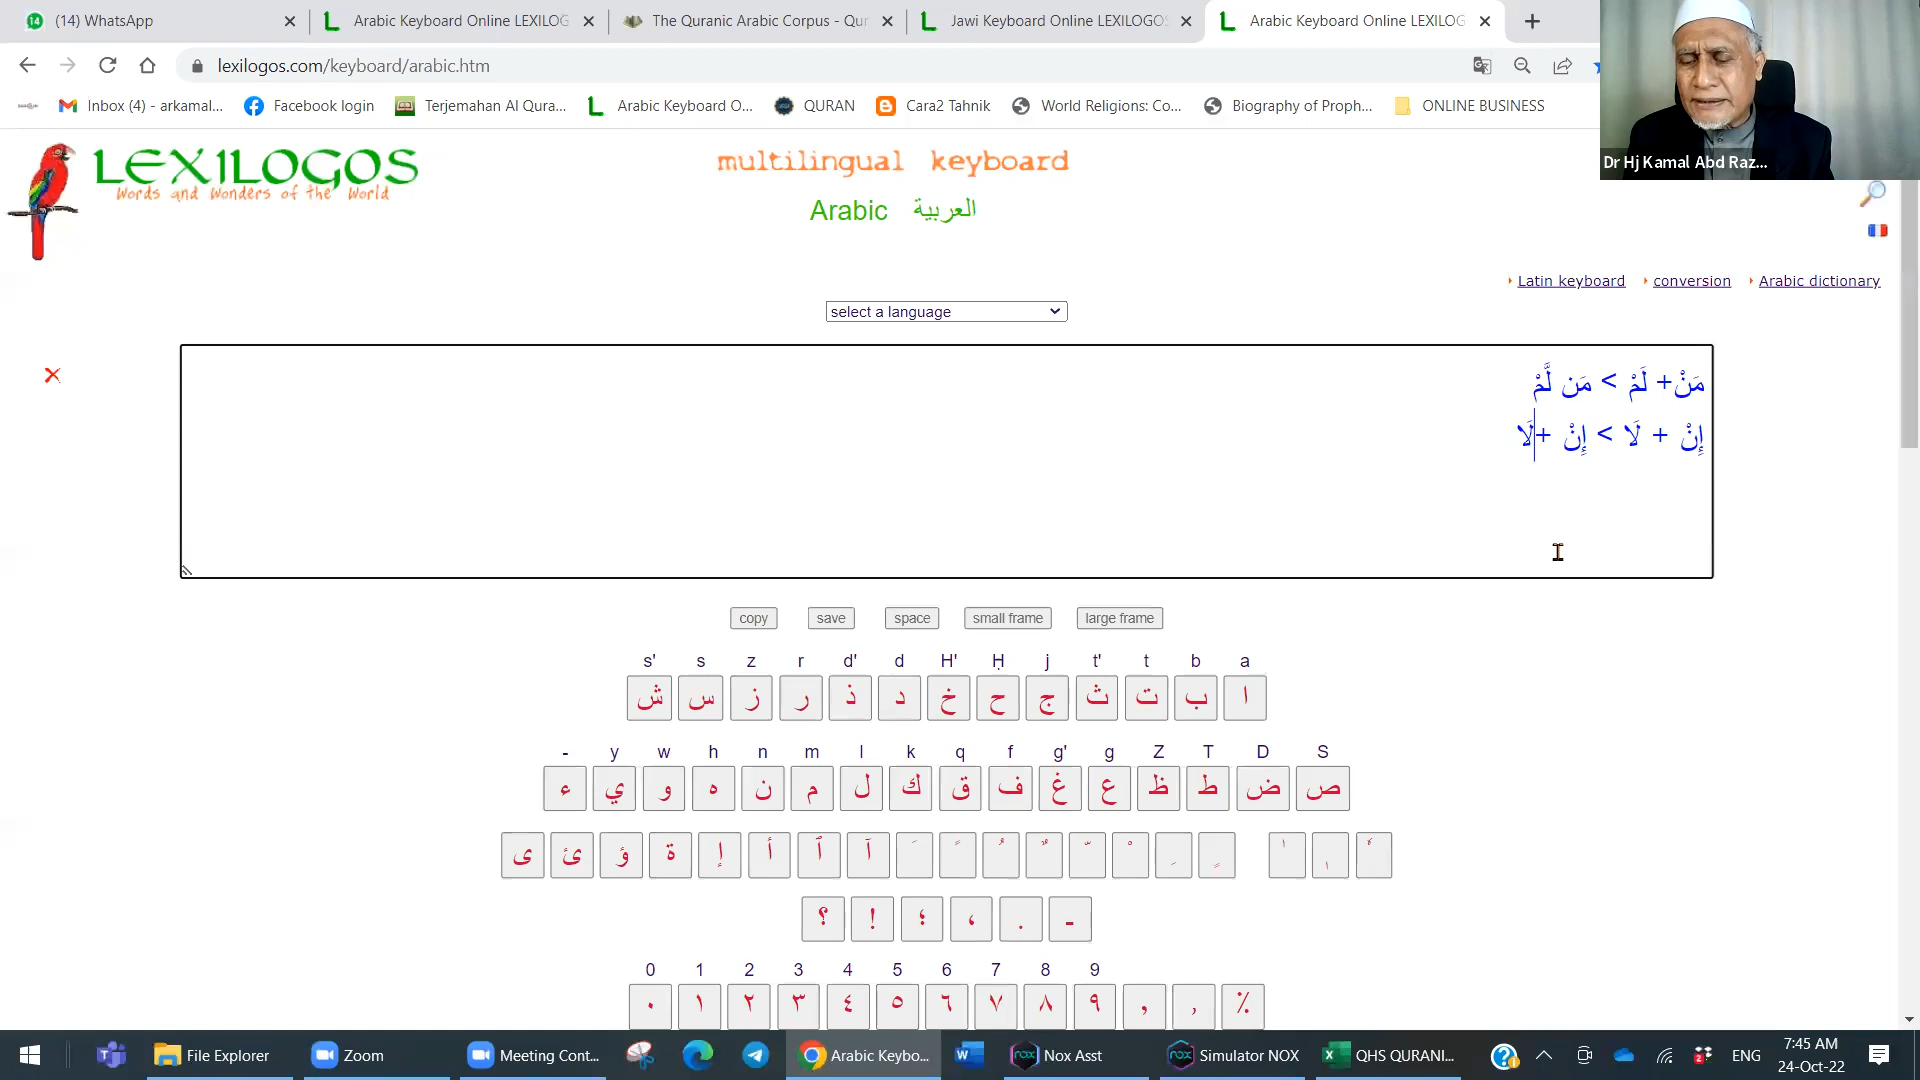 (14) WhatsApp
Arabic Keyboard Online LEXILOG
The Quranic Arabic Corpus - Qur
Jawi Keyboard Online LEXILOGOS
Arabic Keyboard Online LEXILOG
lexilogos.com/keyboard/arabic.htm
Inbox (4) - arkamal...
Facebook login
Terjemahan Al Qura...
Arabic Keyboard O...
QURAN
Cara2 Tahnik
World Religions: Co...
Biography of Proph...
ONLINE BUSINESS
Dr Hj Kamal Abd Raz...
LEXILOGOS
Words and Wonders of the World
multilingual keyboard
Arabic العربية
Latin keyboard
conversion
Arabic dictionary
select a language
مَنْ+ لَمْ > مَن لَّمْ
إِنْ + لَا > إِنْ +لَا
copy save space small frame large frame
s' s z r d' d H' Ḥ j t' t b a
ش س ز ر ذ د خ ح ج ث ت ب ا
- y w h n m l k q f g' g Z T D S
ء ي و ه ن م ل ك ق ف غ ع ظ ط ض ص
ى ئ ؤ ة إ أ ٱ آ َ ً ُ ٌ ّ ْ ِ ٍ
؟ ! ؛ ، . -
0 1 2 3 4 5 6 7 8 9
٠ ١ ٢ ٣ ٤ ٥ ٦ ٧ ٨ ٩ ٪
File Explorer
Zoom
Meeting Cont...
Arabic Keybo...
Nox Asst
Simulator NOX
QHS QURANI...
ENG
7:45 AM
24-Oct-22